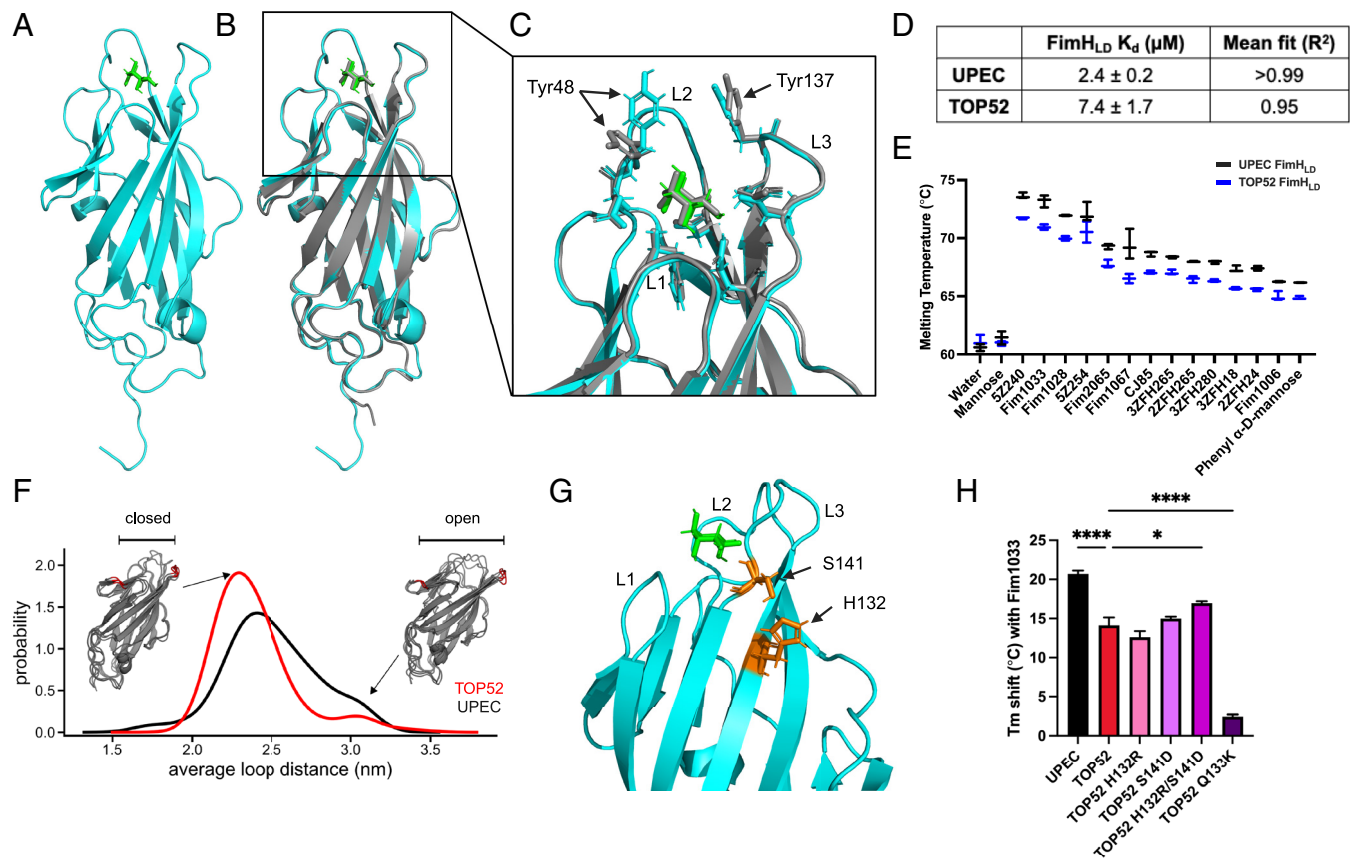 A
B
C
Tyr48
L2
Tyr137
L3
L1
D
FimHLD Kd (µM) Mean fit (R2)
UPEC 2.4 ± 0.2 >0.99
TOP52 7.4 ± 1.7 0.95
E
UPEC FimHLD
TOP52 FimHLD
Melting Temperature (°C)
75
70
65
60
Water
Mannose
5Z240
Fim1033
Fim1028
5Z254
Fim2065
Fim1067
CJ85
3ZFH265
2ZFH265
3ZFH280
3ZFH18
2ZFH24
Fim1006
Phenyl α-D-mannose
F
closed
open
probability
2.0
1.5
1.0
0.5
0.0
TOP52
UPEC
1.5 2.0 2.5 3.0 3.5
average loop distance (nm)
G
L2
L3
L1
S141
H132
H
****
**** *
Tm shift (°C) with Fim1033
25
20
15
10
5
0
UPEC
TOP52
TOP52 H132R
TOP52 S141D
TOP52 H132R/S141D
TOP52 Q133K